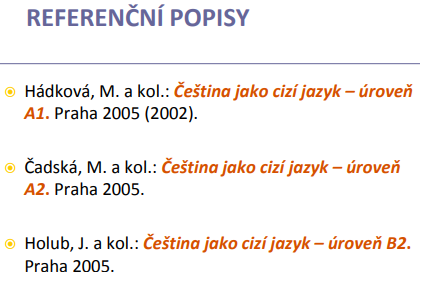 REFERENČNÍ POPISY
Hádková, M. a kol.: Čeština jako cizí jazyk – úroveň
A1. Praha 2005 (2002).
Čadská, M. a kol.: Čeština jako cizí jazyk – úroveň
A2. Praha 2005.
Holub, J. a kol.: Čeština jako cizí jazyk – úroveň B2.
Praha 2005.